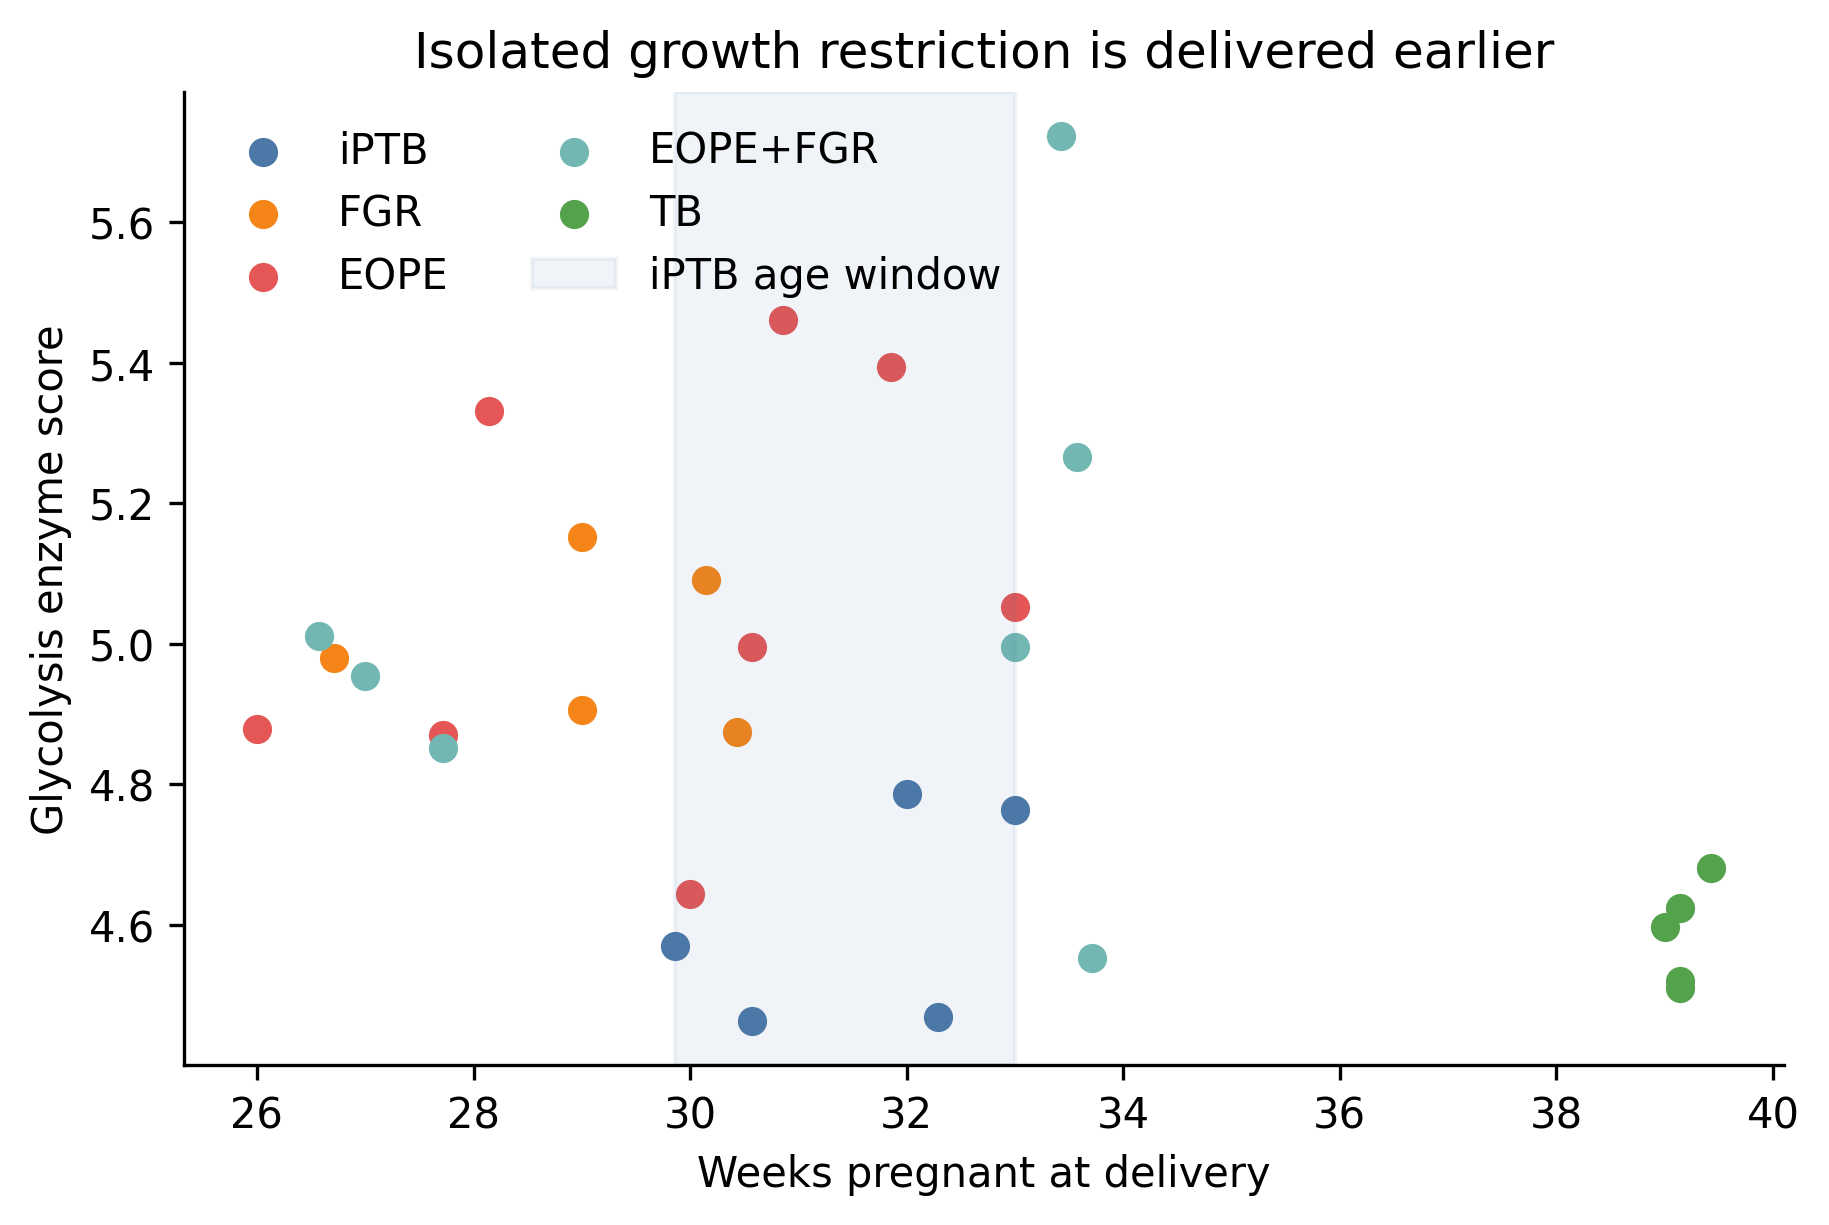 Isolated growth restriction is delivered earlier
iPTB
FGR
EOPE
EOPE+FGR
TB
iPTB age window
Glycolysis enzyme score
5.6
5.4
5.2
5.0
4.8
4.6
26 28 30 32 34 36 38 40
Weeks pregnant at delivery